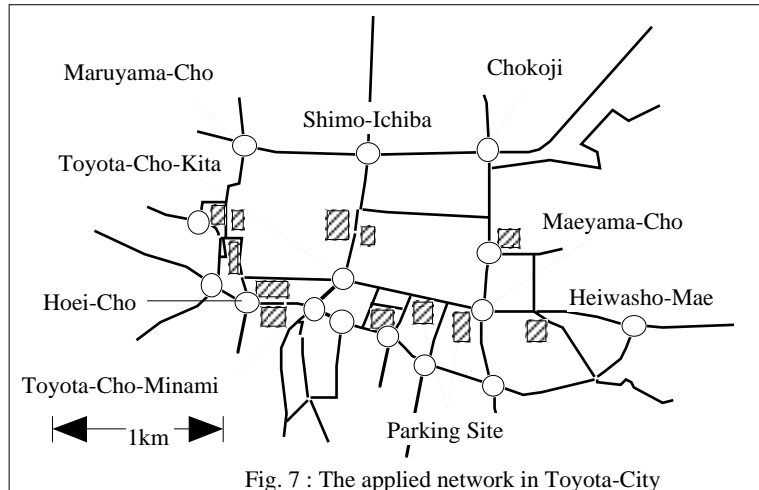 Maruyama-Cho
Chokoji
Shimo-Ichiba
Toyota-Cho-Kita
Maeyama-Cho
Hoei-Cho
Heiwasho-Mae
Toyota-Cho-Minami
1km
Parking Site
Fig. 7 : The applied network in Toyota-City